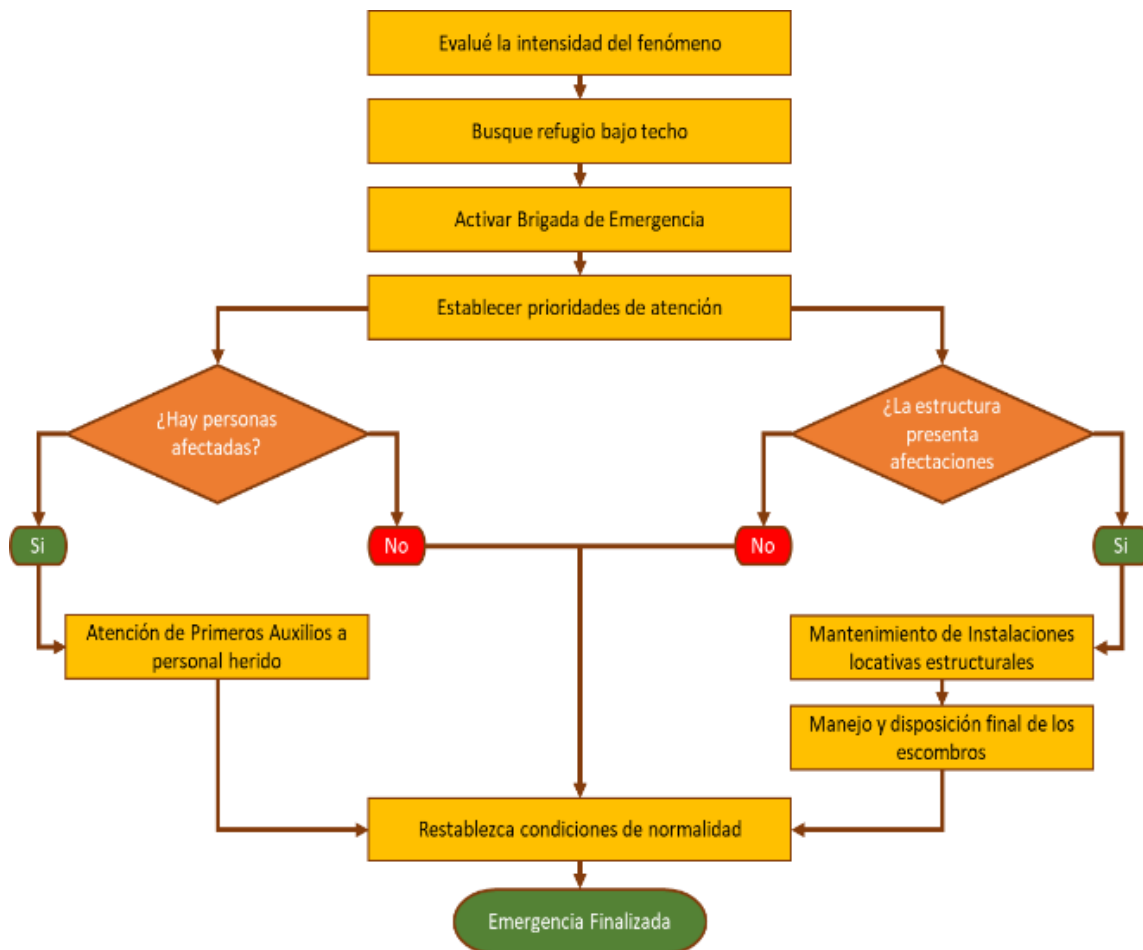 Evalué la intensidad del fenómeno
Busque refugio bajo techo
Activar Brigada de Emergencia
Establecer prioridades de atención
¿Hay personas
afectadas?
¿La estructura
presenta
afectaciones
Si
No
No
Si
Atención de Primeros Auxilios a
personal herido
Mantenimiento de Instalaciones
locativas estructurales
Manejo y disposición final de los
escombros
Restablezca condiciones de normalidad
Emergencia Finalizada